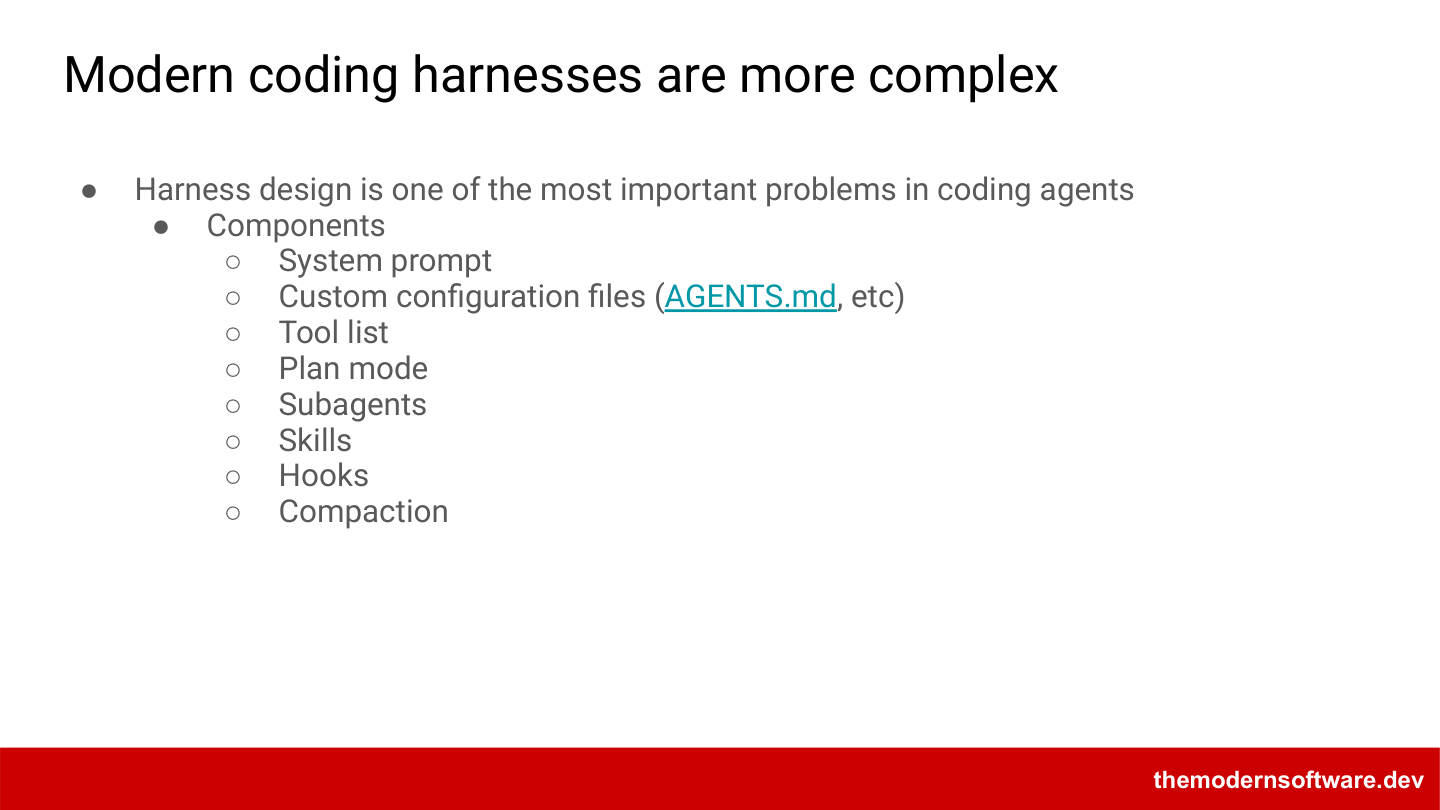 Modern coding harnesses are more complex
● Harness design is one of the most important problems in coding agents
● Components
○ System prompt
○ Custom configuration files (AGENTS.md, etc)
○ Tool list
○ Plan mode
○ Subagents
○ Skills
○ Hooks
○ Compaction
themodernsoftware.dev